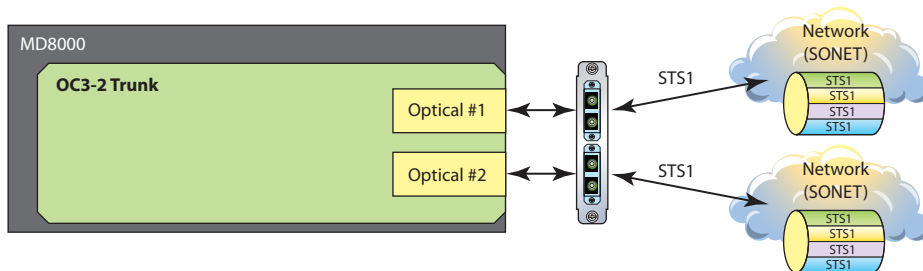 MD8000
OC3-2 Trunk
Optical #1
Optical #2
STS1
STS1
Network
(SONET)
STS1
STS1
STS1
STS1
Network
(SONET)
STS1
STS1
STS1
STS1